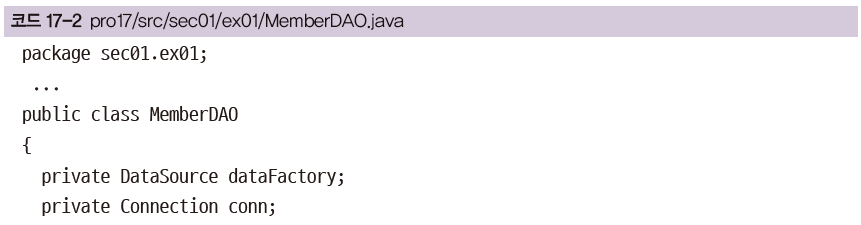 코드 17-2 pro17/src/sec01/ex01/MemberDAO.java
package sec01.ex01;
...
public class MemberDAO
{
private DataSource dataFactory;
private Connection conn;